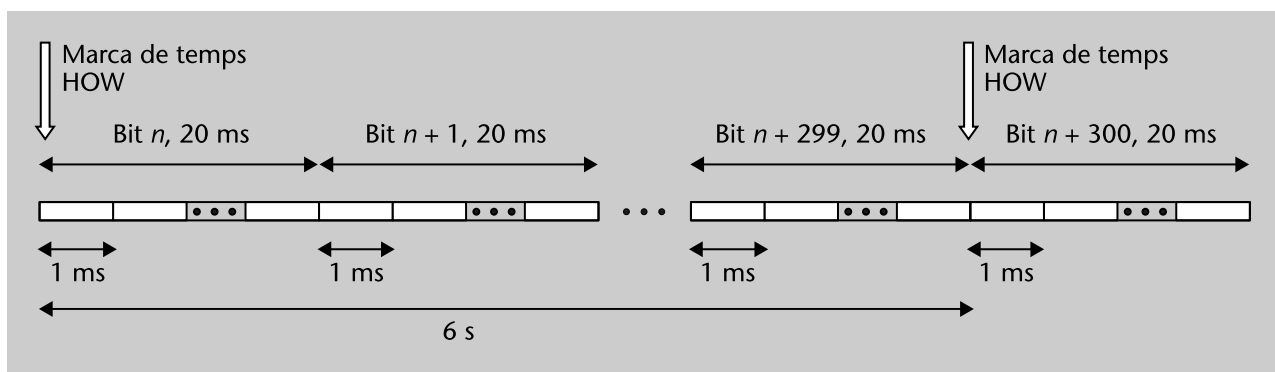 Marca de temps
HOW
Marca de temps
HOW
Bit n, 20 ms
Bit n + 1, 20 ms
Bit n + 299, 20 ms
Bit n + 300, 20 ms
1 ms
1 ms
1 ms
1 ms
6 s